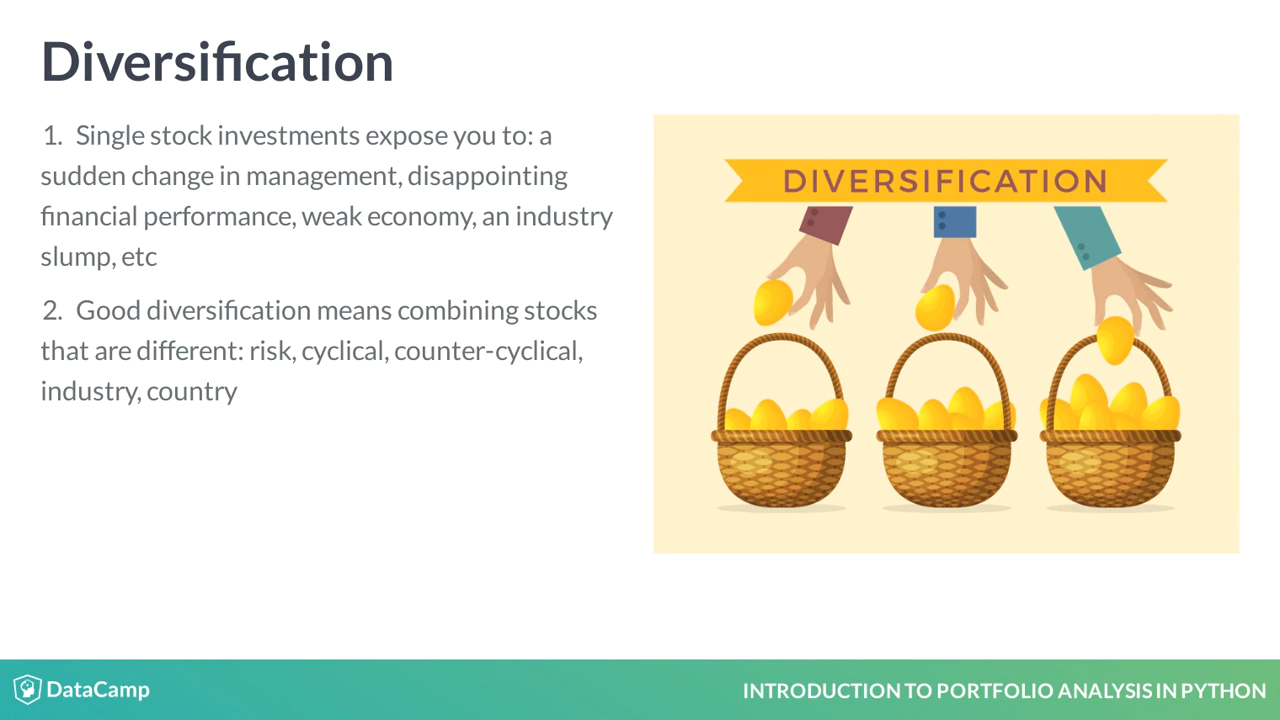 Diversification
1. Single stock investments expose you to: a
sudden change in management, disappointing
financial performance, weak economy, an industry
slump, etc
2. Good diversification means combining stocks
that are different: risk, cyclical, counter-cyclical,
industry, country
DIVERSIFICATION
DataCamp
INTRODUCTION TO PORTFOLIO ANALYSIS IN PYTHON